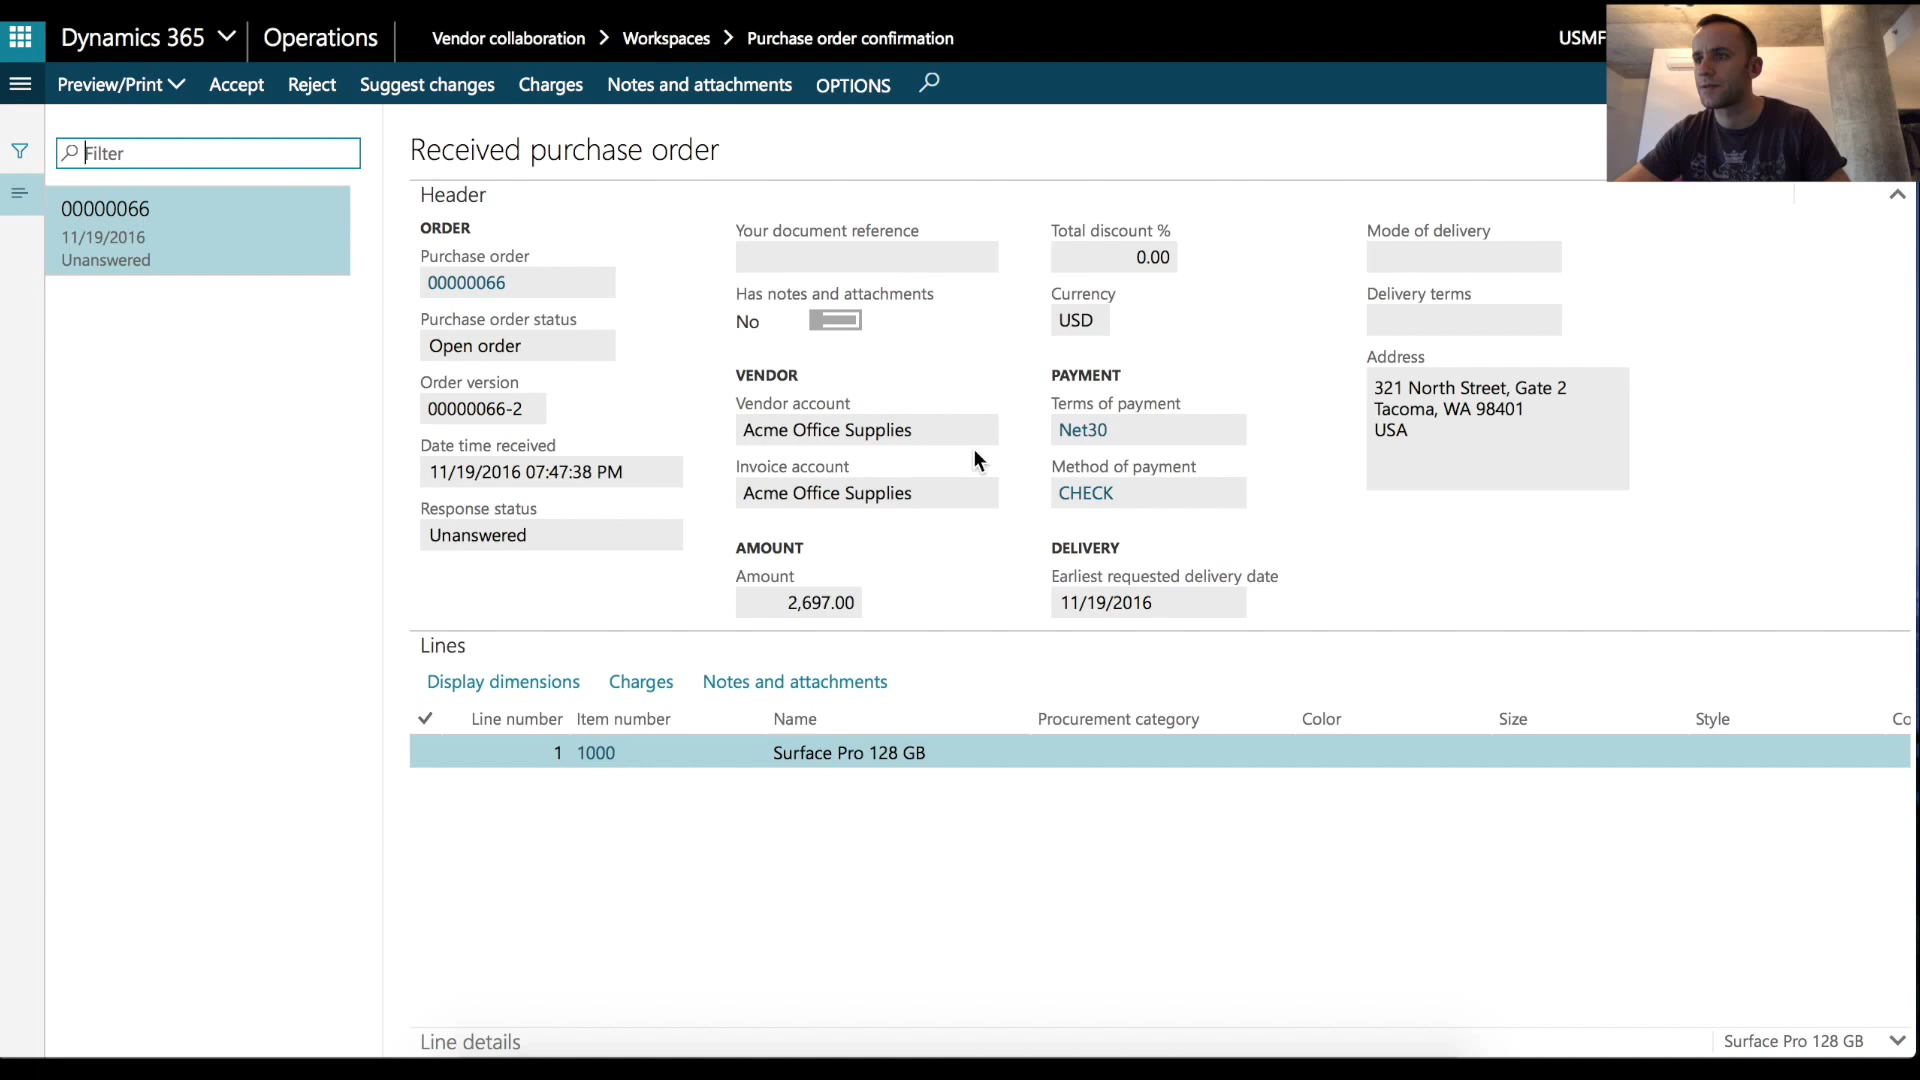 Dynamics 365
Operations
Vendor collaboration > Workspaces > Purchase order confirmation
USMF
Preview/Print
Accept
Reject
Suggest changes
Charges
Notes and attachments
OPTIONS
Filter
00000066
11/19/2016
Unanswered
Received purchase order
Header
ORDER
Purchase order
00000066
Purchase order status
Open order
Order version
00000066-2
Date time received
11/19/2016 07:47:38 PM
Response status
Unanswered
Your document reference
Has notes and attachments
No
VENDOR
Vendor account
Acme Office Supplies
Invoice account
Acme Office Supplies
AMOUNT
Amount
2,697.00
Total discount %
0.00
Currency
USD
PAYMENT
Terms of payment
Net30
Method of payment
CHECK
DELIVERY
Earliest requested delivery date
11/19/2016
Mode of delivery
Delivery terms
Address
321 North Street, Gate 2
Tacoma, WA 98401
USA
Lines
Display dimensions
Charges
Notes and attachments
Line number
Item number
Name
Procurement category
Color
Size
Style
Co
1
1000
Surface Pro 128 GB
Line details
Surface Pro 128 GB